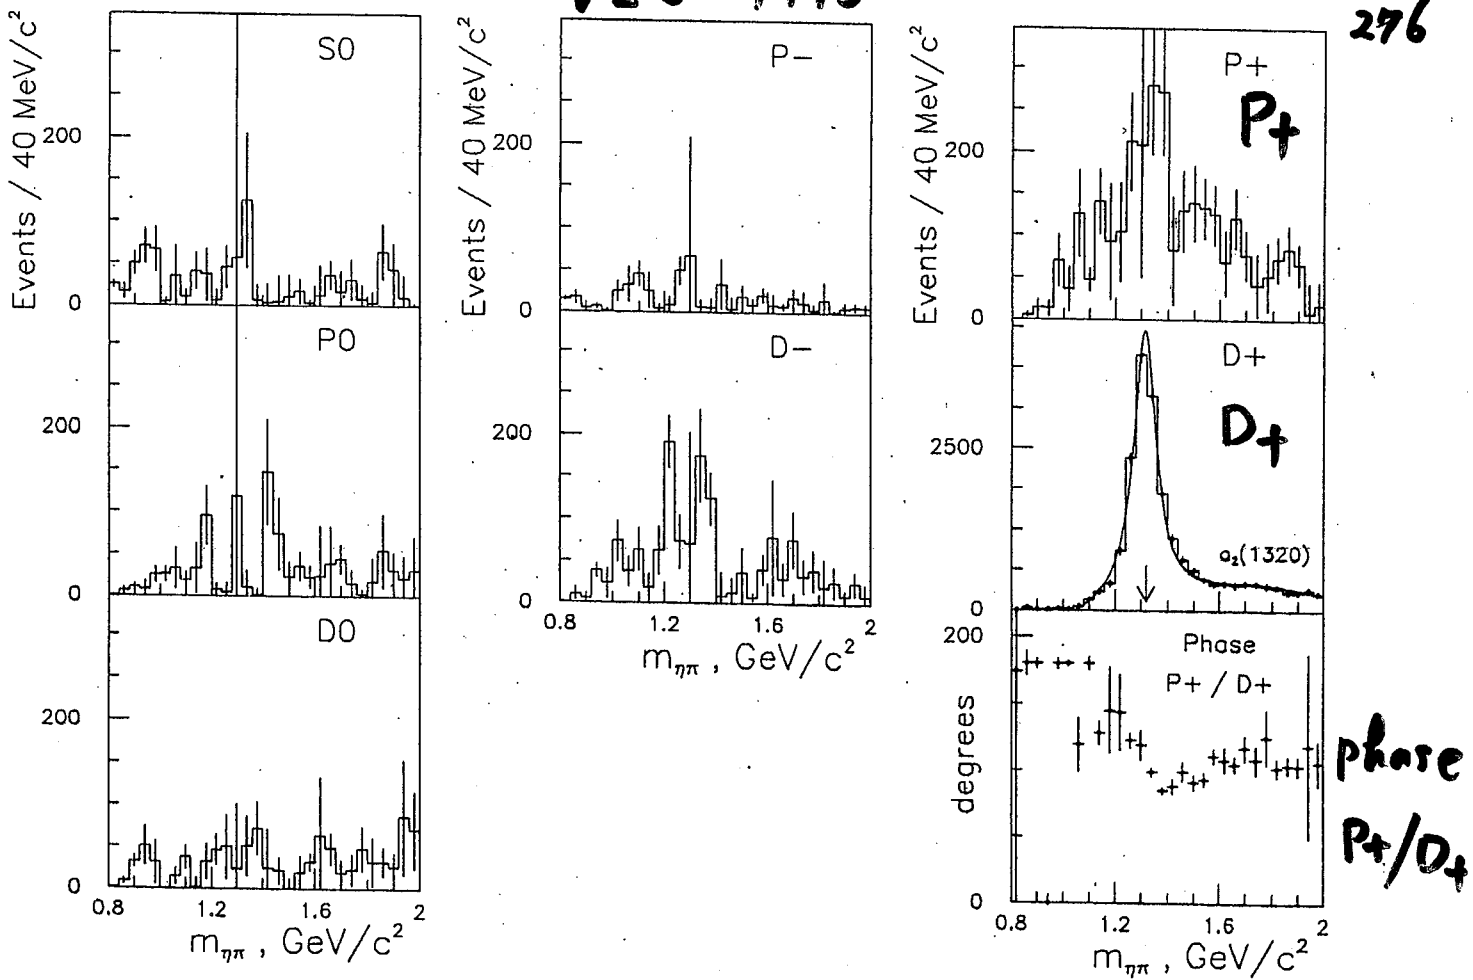 276
Events / 40 MeV/c²
S0
200
0
P0
200
0
D0
200
0
0.8 1.2 1.6 2
m_ηπ , GeV/c²
Events / 40 MeV/c²
P−
200
0
D−
200
0
0.8 1.2 1.6 2
m_ηπ , GeV/c²
Events / 40 MeV/c²
P+
P+
200
0
D+
D+
2500
a₂(1320)
0
200
Phase
P+ / D+
degrees
0
0.8 1.2 1.6 2
m_ηπ , GeV/c²
phase
P+/D+